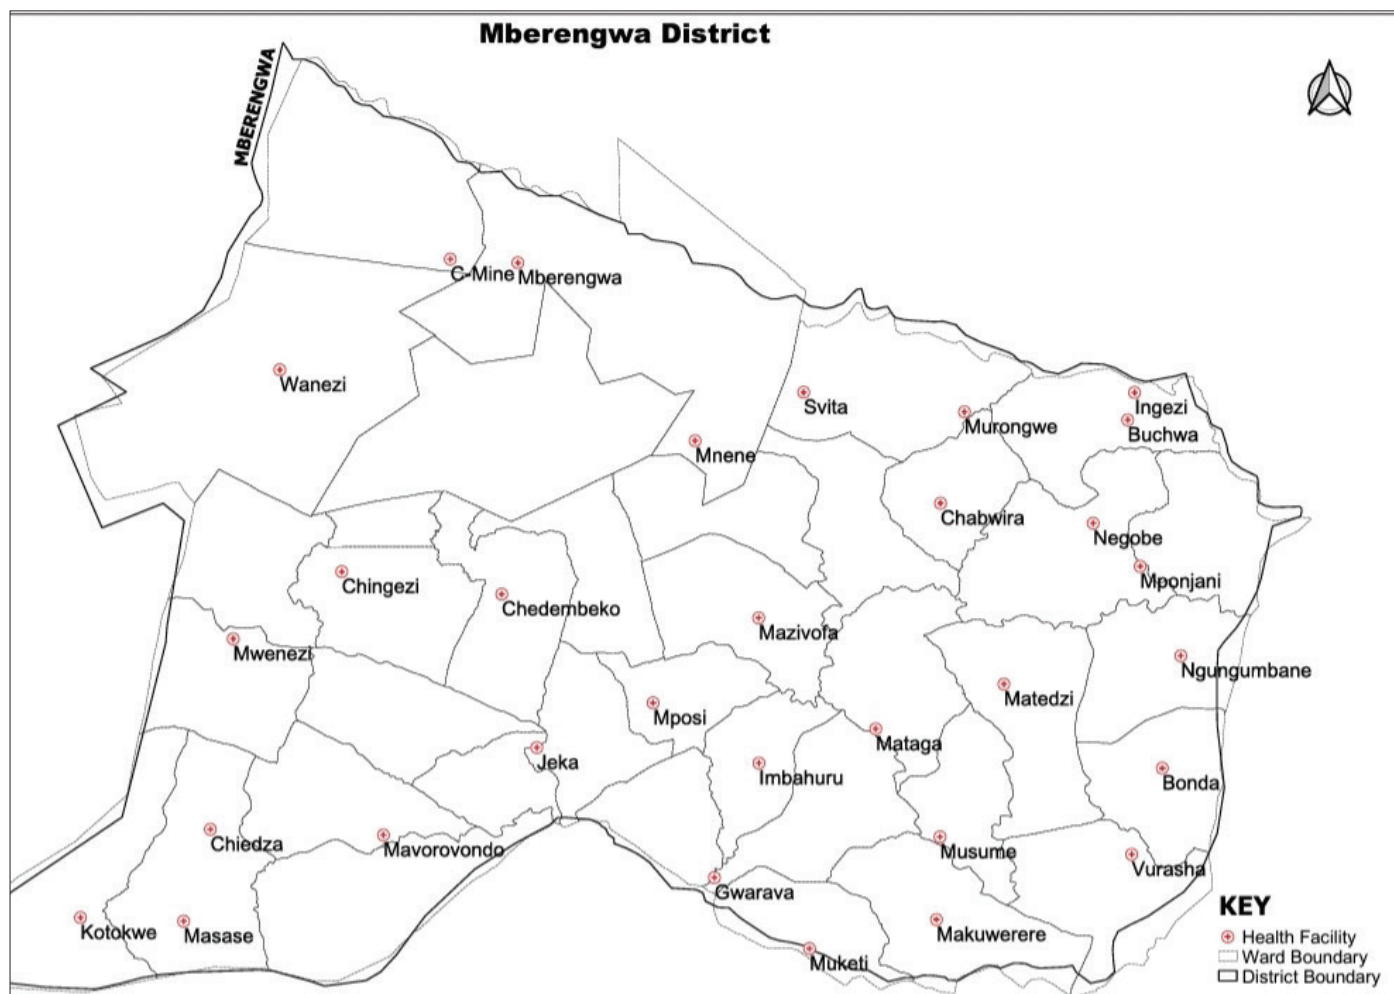 Mberengwa District
MBERENGWA
C-Mine
Mberengwa
Wanezi
Svita
Ingezi
Murongwe
Buchwa
Mnene
Chabwira
Negobe
Mponjani
Chingezi
Chedembeko
Mazivofa
Mwenezi
Ngungumbane
Matedzi
Mposi
Mataga
Jeka
Imbahuru
Bonda
Chiedza
Mavorovondo
Musume
Vurasha
Gwarava
Kotokwe
Masase
Makuwerere
Muketi
KEY
Health Facility
Ward Boundary
District Boundary